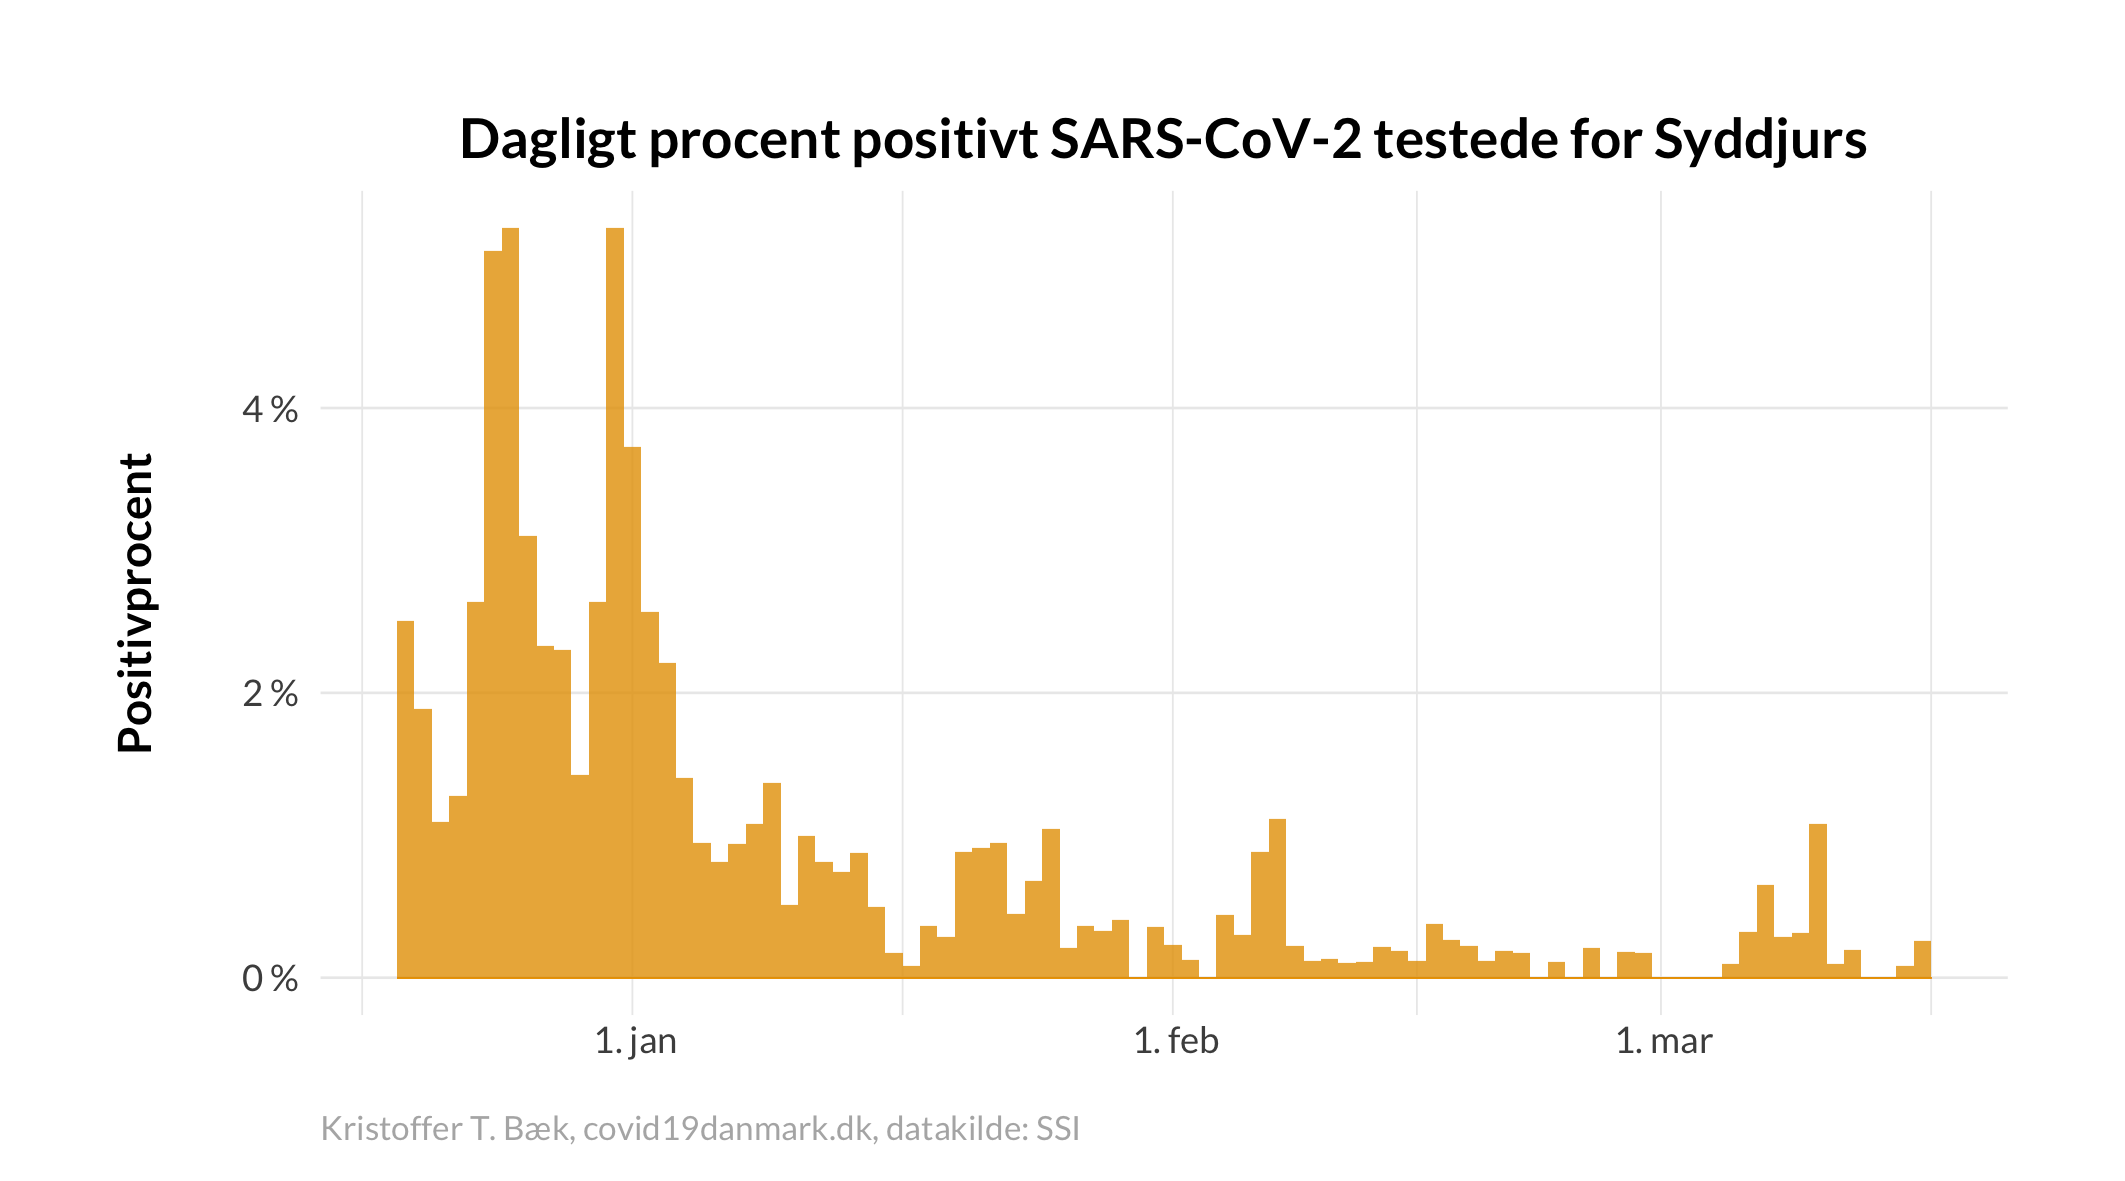 Dagligt procent positivt SARS-CoV-2 testede for Syddjurs
Positivprocent
4 %
2 %
0 %
1. jan
1. feb
1. mar
Kristoffer T. Bæk, covid19danmark.dk, datakilde: SSI